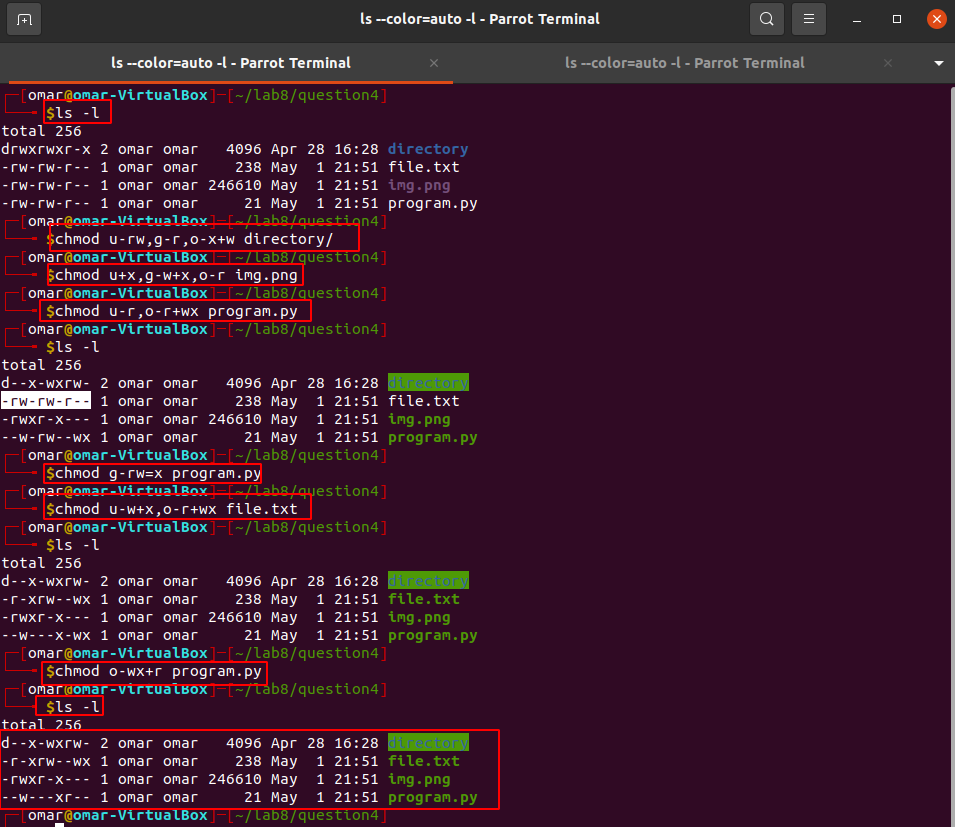 ls --color=auto -l - Parrot Terminal
ls --color=auto -l - Parrot Terminal
ls --color=auto -l - Parrot Terminal
┌─[omar@omar-VirtualBox]─[~/lab8/question4]
└──╼ $ls -l
total 256
drwxrwxr-x 2 omar omar   4096 Apr 28 16:28 directory
-rw-rw-r-- 1 omar omar    238 May  1 21:51 file.txt
-rw-rw-r-- 1 omar omar 246610 May  1 21:51 img.png
-rw-rw-r-- 1 omar omar     21 May  1 21:51 program.py
┌─[omar@omar-VirtualBox]─[~/lab8/question4]
└──╼ $chmod u-rw,g-r,o-x+w directory/
┌─[omar@omar-VirtualBox]─[~/lab8/question4]
└──╼ $chmod u+x,g-w+x,o-r img.png
┌─[omar@omar-VirtualBox]─[~/lab8/question4]
└──╼ $chmod u-r,o-r+wx program.py
┌─[omar@omar-VirtualBox]─[~/lab8/question4]
└──╼ $ls -l
total 256
d--x-wxrw- 2 omar omar   4096 Apr 28 16:28 directory
-rw-rw-r-- 1 omar omar    238 May  1 21:51 file.txt
-rwxr-x--- 1 omar omar 246610 May  1 21:51 img.png
--w-rw--wx 1 omar omar     21 May  1 21:51 program.py
┌─[omar@omar-VirtualBox]─[~/lab8/question4]
└──╼ $chmod g-rw=x program.py
┌─[omar@omar-VirtualBox]─[~/lab8/question4]
└──╼ $chmod u-w+x,o-r+wx file.txt
┌─[omar@omar-VirtualBox]─[~/lab8/question4]
└──╼ $ls -l
total 256
d--x-wxrw- 2 omar omar   4096 Apr 28 16:28 directory
-r-xrw--wx 1 omar omar    238 May  1 21:51 file.txt
-rwxr-x--- 1 omar omar 246610 May  1 21:51 img.png
--w---x-wx 1 omar omar     21 May  1 21:51 program.py
┌─[omar@omar-VirtualBox]─[~/lab8/question4]
└──╼ $chmod o-wx+r program.py
┌─[omar@omar-VirtualBox]─[~/lab8/question4]
└──╼ $ls -l
total 256
d--x-wxrw- 2 omar omar   4096 Apr 28 16:28 directory
-r-xrw--wx 1 omar omar    238 May  1 21:51 file.txt
-rwxr-x--- 1 omar omar 246610 May  1 21:51 img.png
--w---xr-- 1 omar omar     21 May  1 21:51 program.py
┌─[omar@omar-VirtualBox]─[~/lab8/question4]